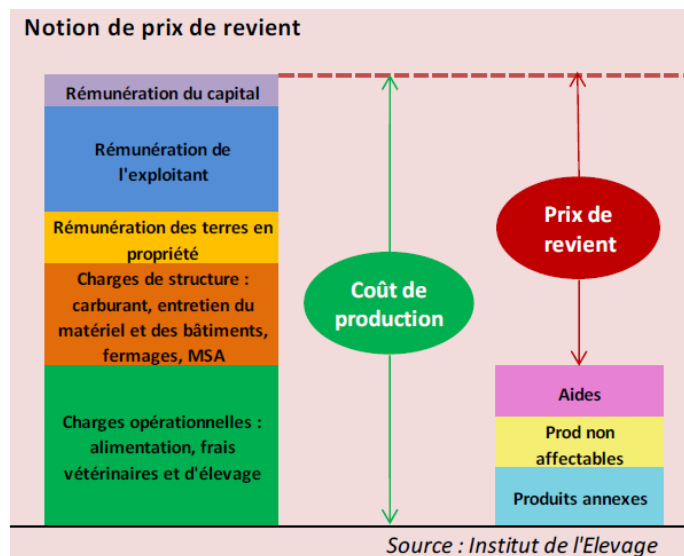 Notion de prix de revient
Rémunération du capital
Rémunération de
l'exploitant
Rémunération des terres en
propriété
Charges de structure :
carburant, entretien du
matériel et des bâtiments,
fermages, MSA
Charges opérationnelles :
alimentation, frais
vétérinaires et d'élevage
Coût de
production
Prix de
revient
Aides
Prod non
affectables
Produits annexes
Source : Institut de l'Elevage